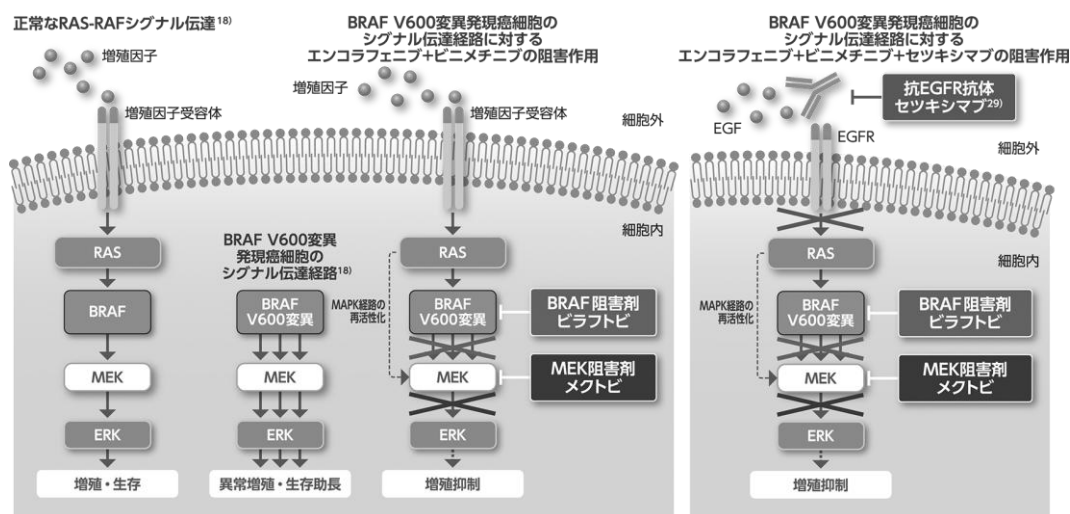 正常なRAS-RAFシグナル伝達18)
増殖因子
増殖因子受容体
RAS
BRAF
MEK
ERK
増殖・生存
BRAF V600変異
発現癌細胞の
シグナル伝達経路18)
BRAF
V600変異
MEK
ERK
異常増殖・生存助長
BRAF V600変異発現癌細胞の
シグナル伝達経路に対する
エンコラフェニブ+ビニメチニブの阻害作用
増殖因子
増殖因子受容体
細胞外
細胞内
RAS
MAPK経路の
再活性化
BRAF
V600変異
BRAF阻害剤
ビラフトビ
MEK
MEK阻害剤
メクトビ
ERK
増殖抑制
BRAF V600変異発現癌細胞の
シグナル伝達経路に対する
エンコラフェニブ+ビニメチニブ+セツキシマブの阻害作用
抗EGFR抗体
セツキシマブ29)
EGF
EGFR
細胞外
細胞内
RAS
MAPK経路の
再活性化
BRAF
V600変異
BRAF阻害剤
ビラフトビ
MEK
MEK阻害剤
メクトビ
ERK
増殖抑制